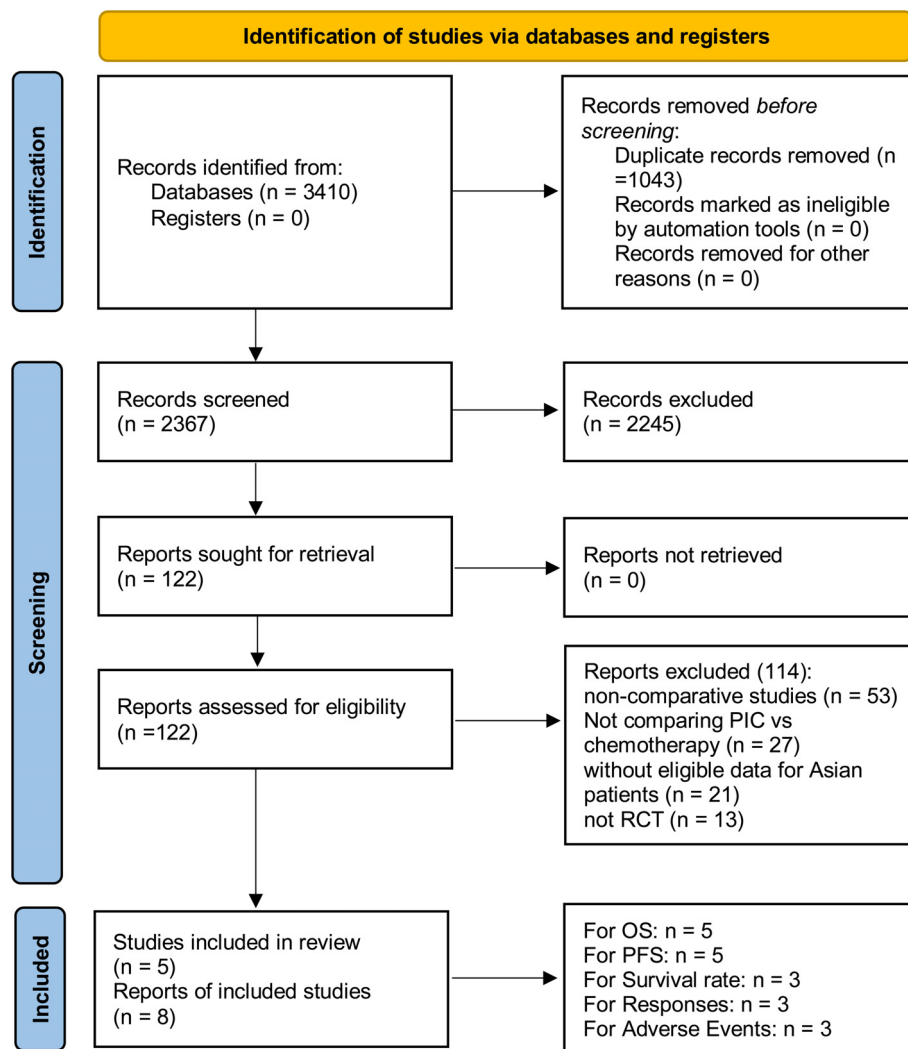 Identification of studies via databases and registers
Identification
Records identified from:
Databases (n = 3410)
Registers (n = 0)
Records removed before
screening:
Duplicate records removed (n
=1043)
Records marked as ineligible
by automation tools (n = 0)
Records removed for other
reasons (n = 0)
Screening
Records screened
(n = 2367)
Records excluded
(n = 2245)
Reports sought for retrieval
(n = 122)
Reports not retrieved
(n = 0)
Reports assessed for eligibility
(n =122)
Reports excluded (114):
non-comparative studies (n = 53)
Not comparing PIC vs
chemotherapy (n = 27)
without eligible data for Asian
patients (n = 21)
not RCT (n = 13)
Included
Studies included in review
(n = 5)
Reports of included studies
(n = 8)
For OS: n = 5
For PFS: n = 5
For Survival rate: n = 3
For Responses: n = 3
For Adverse Events: n = 3